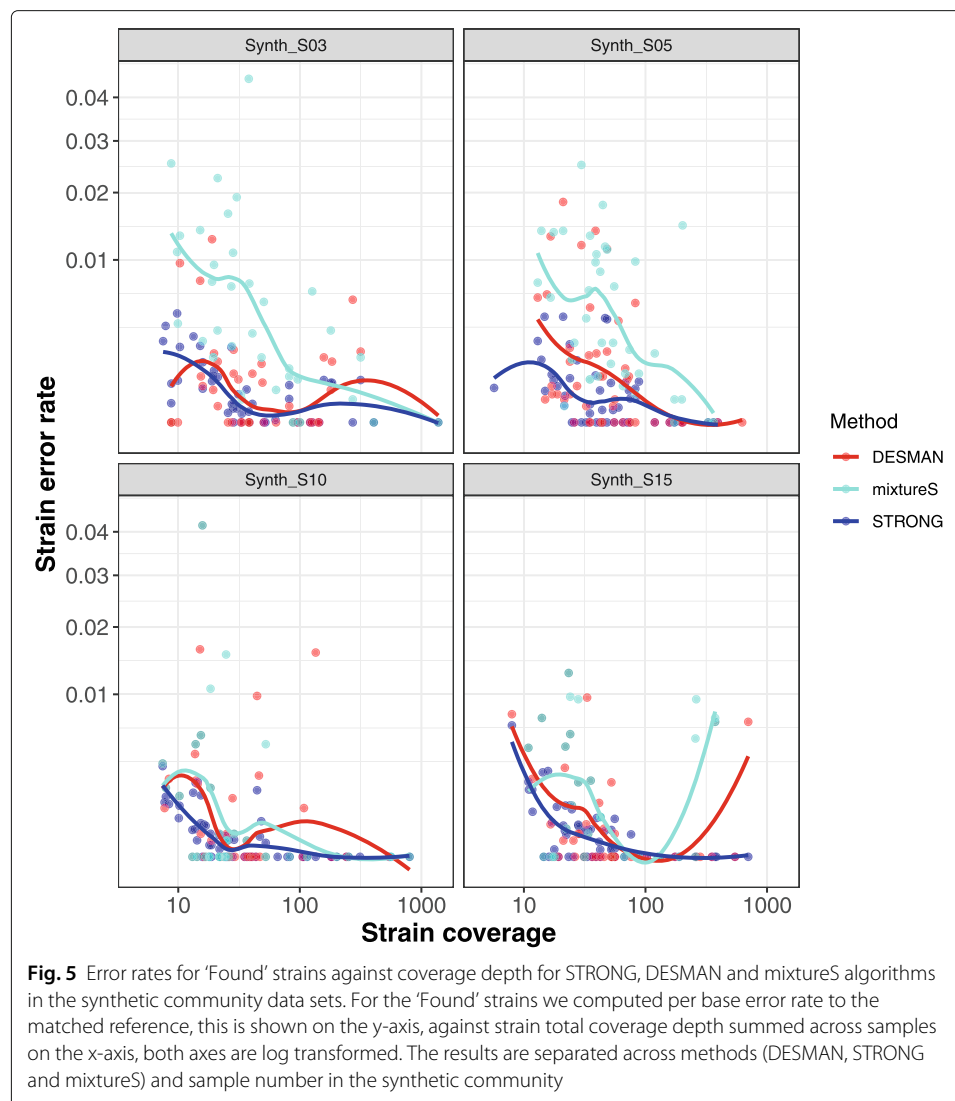 Synth_S03
Synth_S05
0.04
0.03
0.02
0.01
Synth_S10
Synth_S15
0.04
0.03
0.02
0.01
10
100
1000
10
100
1000
Strain error rate
Strain coverage
Method
DESMAN
mixtureS
STRONG
Fig. 5 Error rates for ‘Found’ strains against coverage depth for STRONG, DESMAN and mixtureS algorithms
in the synthetic community data sets. For the ‘Found’ strains we computed per base error rate to the
matched reference, this is shown on the y-axis, against strain total coverage depth summed across samples
on the x-axis, both axes are log transformed. The results are separated across methods (DESMAN, STRONG
and mixtureS) and sample number in the synthetic community